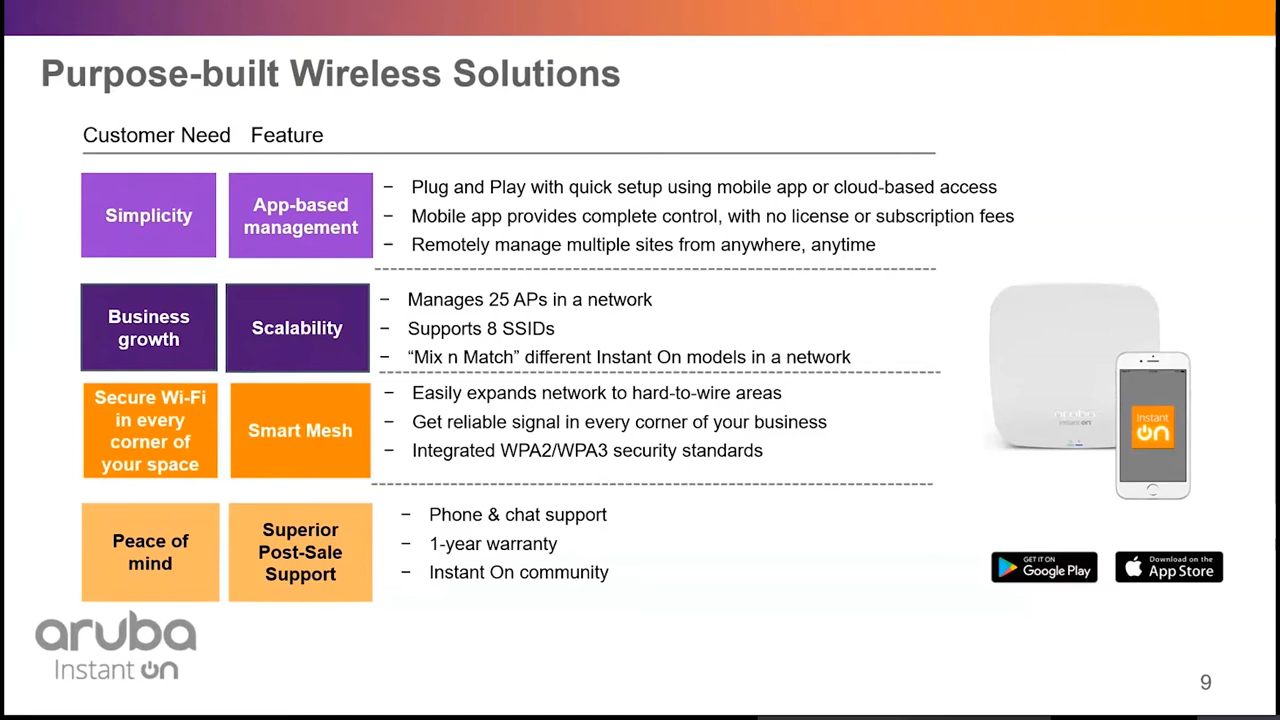 Purpose-built Wireless Solutions
Customer Need Feature
Simplicity
App-based
management
− Plug and Play with quick setup using mobile app or cloud-based access
− Mobile app provides complete control, with no license or subscription fees
− Remotely manage multiple sites from anywhere, anytime
Business
growth
Scalability
− Manages 25 APs in a network
− Supports 8 SSIDs
− “Mix n Match” different Instant On models in a network
Secure Wi-Fi
in every
corner of
your space
Smart Mesh
− Easily expands network to hard-to-wire areas
− Get reliable signal in every corner of your business
− Integrated WPA2/WPA3 security standards
Peace of
mind
Superior
Post-Sale
Support
− Phone & chat support
− 1-year warranty
− Instant On community
aruba
Instant on
Instant
on
GET IT ON
Google Play
Download on the
App Store
aruba
Instant on
9